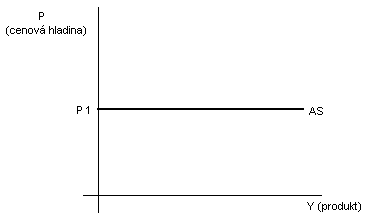 P
(cenová hladina)
P 1
AS
Y (produkt)